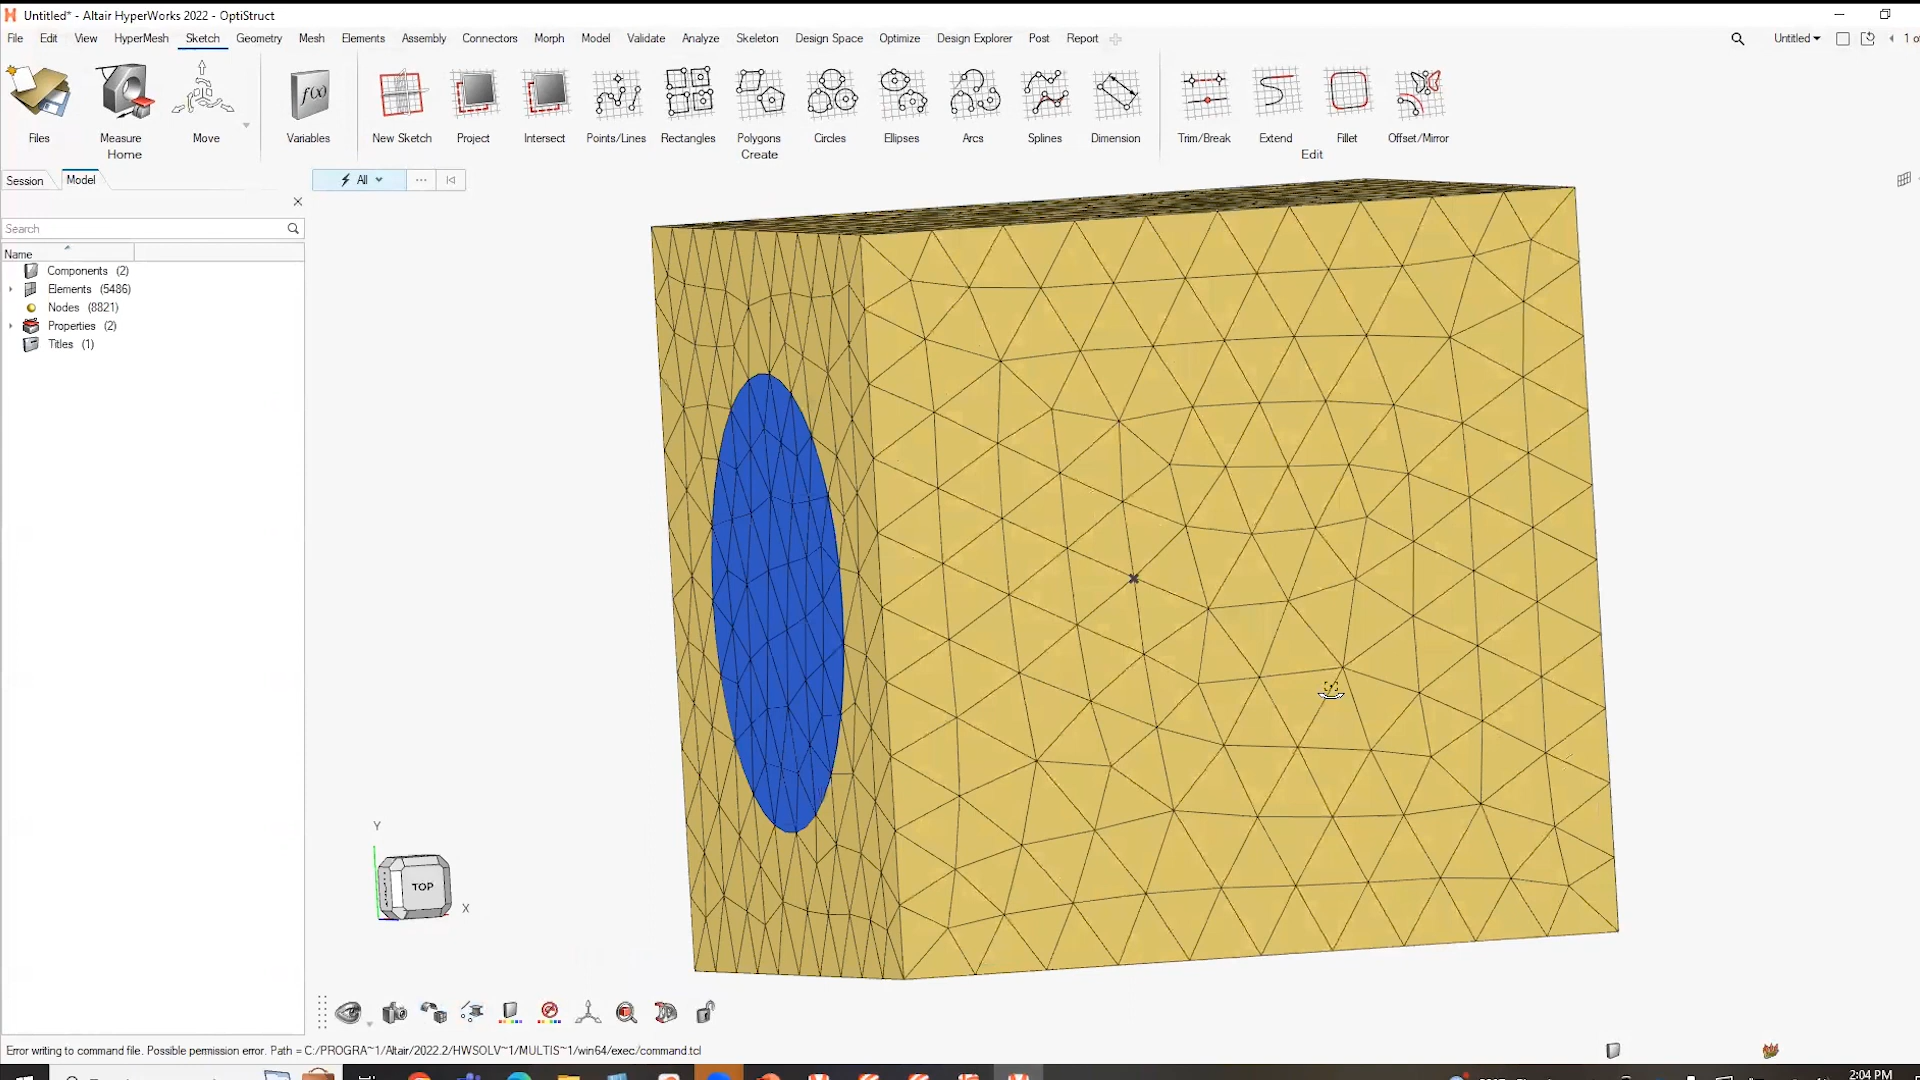 Untitled* - Altair HyperWorks 2022 - OptiStruct
File Edit View HyperMesh Sketch Geometry Mesh Elements Assembly Connectors Morph Model Validate Analyze Skeleton Design Space Optimize Design Explorer Post Report Untitled 1 of
f(x)
Files Measure Move Variables New Sketch Project Intersect Points/Lines Rectangles Polygons Circles Ellipses Arcs Splines Dimension Trim/Break Extend Fillet Offset/Mirror
Home Create Edit
Session Model All ...
Search
Name
Components (2)
Elements (5486)
Nodes (8821)
Properties (2)
Titles (1)
Y
TOP
X
Error writing to command file. Possible permission error. Path = C:/PROGRA~1/Altair/2022.2/HWSOLV~1/MULTIS~1/win64/exec/command.tcl
2:04 PM